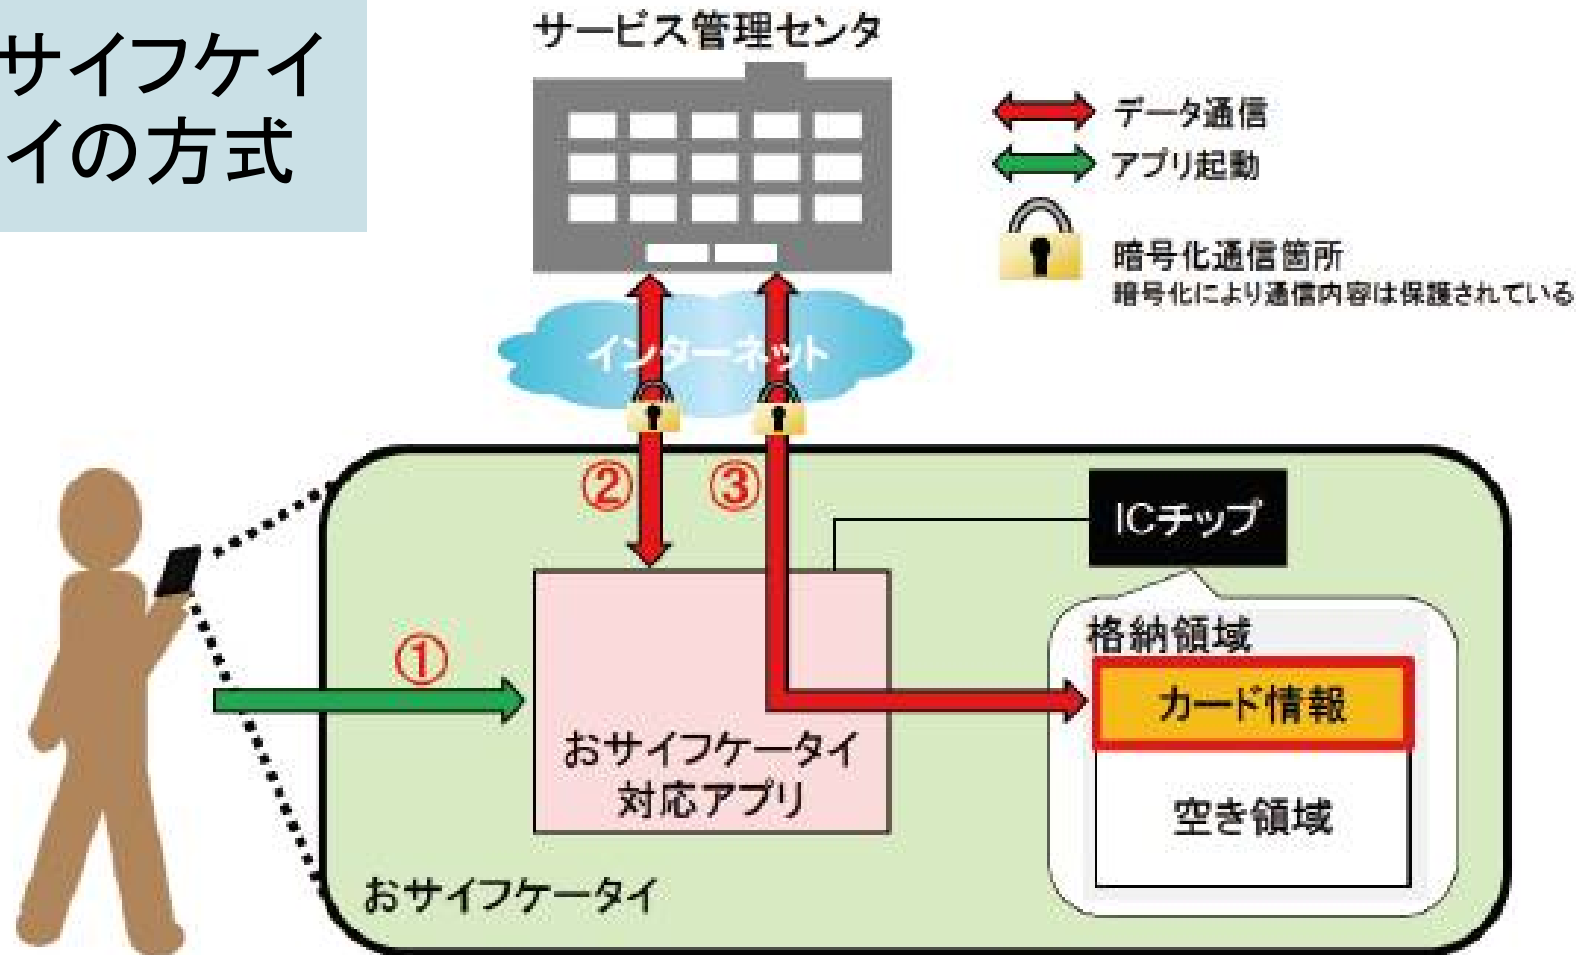 サイフケイ
イの方式
サービス管理センタ
データ通信
アプリ起動
暗号化通信箇所
暗号化により通信内容は保護されている
インターネット
②
③
ICチップ
①
格納領域
カード情報
空き領域
おサイフケータイ
対応アプリ
おサイフケータイ